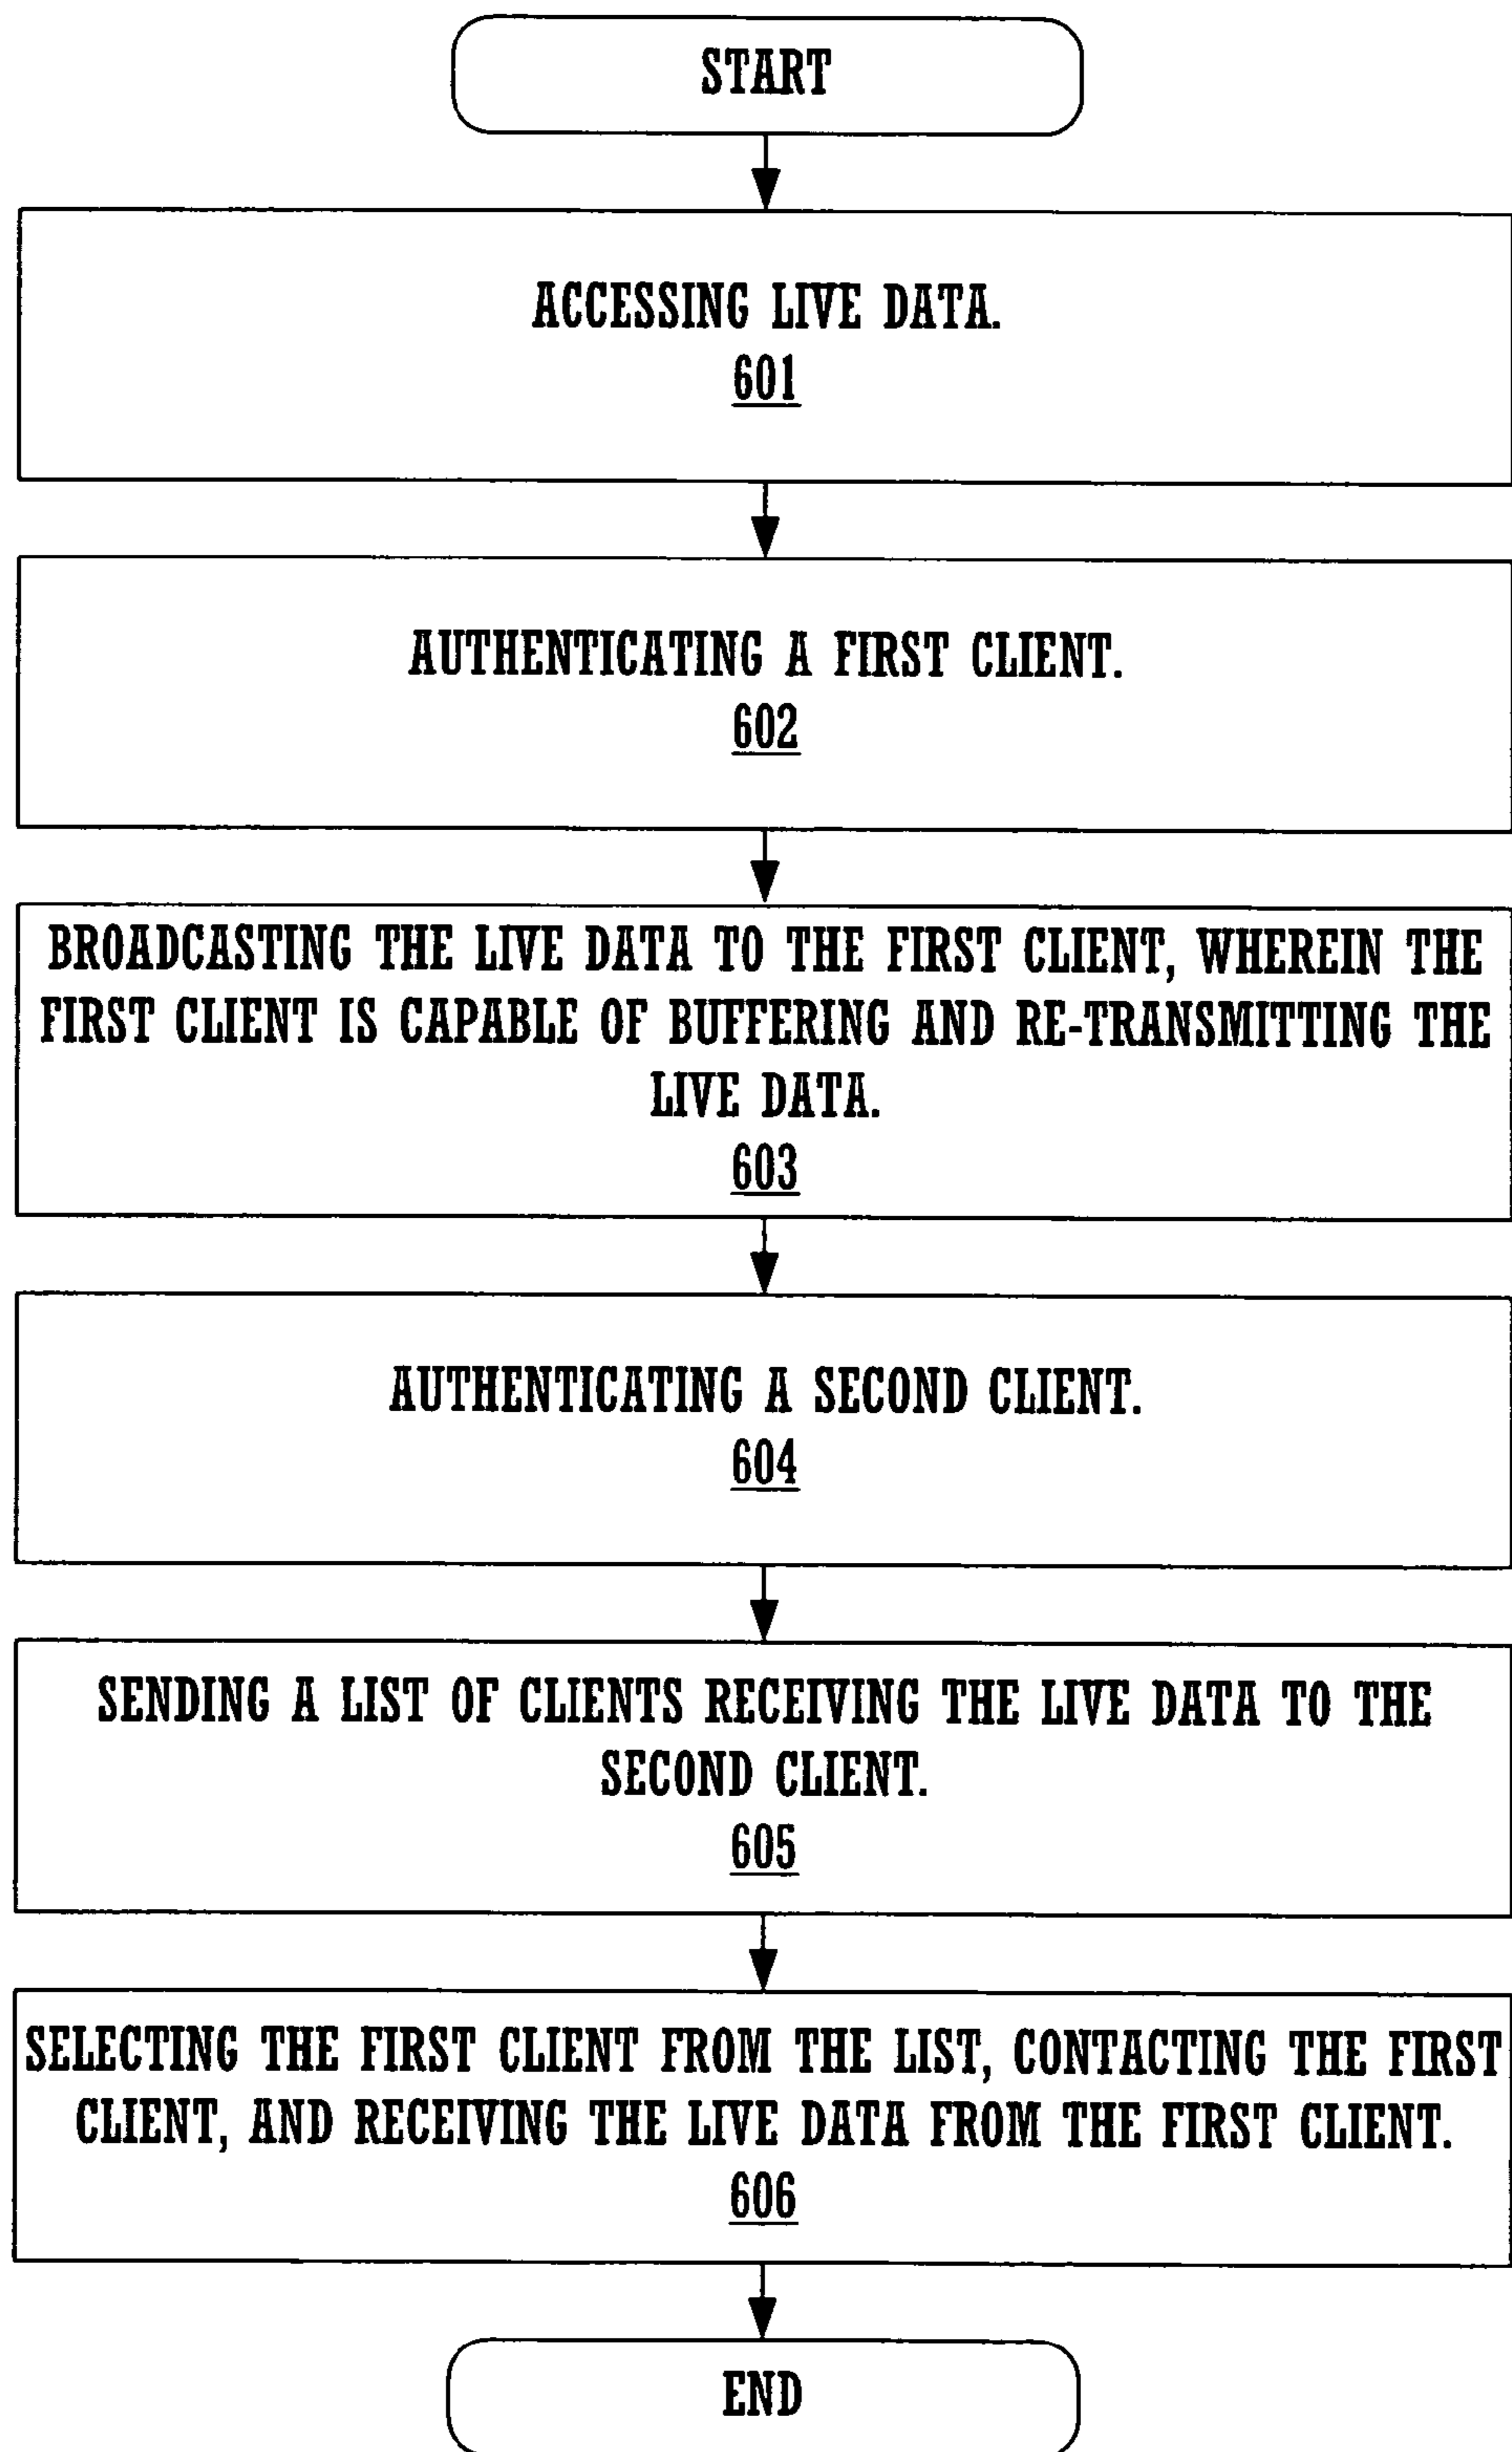 START
ACCESSING LIVE DATA.
601
AUTHENTICATING A FIRST CLIENT.
602
BROADCASTING THE LIVE DATA TO THE FIRST CLIENT, WHEREIN THE
FIRST CLIENT IS CAPABLE OF BUFFERING AND RE-TRANSMITTING THE
LIVE DATA.
603
AUTHENTICATING A SECOND CLIENT.
604
SENDING A LIST OF CLIENTS RECEIVING THE LIVE DATA TO THE
SECOND CLIENT.
605
SELECTING THE FIRST CLIENT FROM THE LIST, CONTACTING THE FIRST
CLIENT, AND RECEIVING THE LIVE DATA FROM THE FIRST CLIENT.
606
END